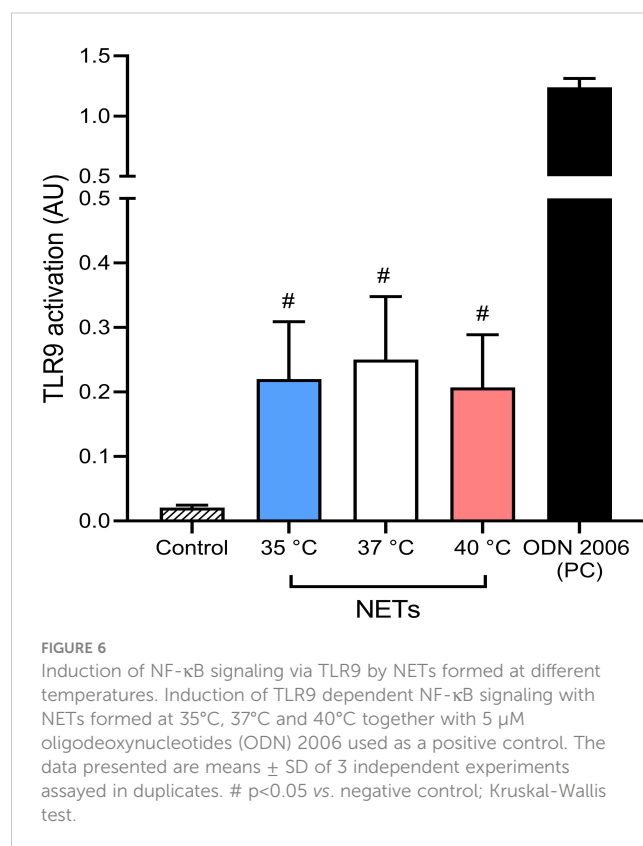 1.5
1.0
0.5
0.5
0.4
0.3
0.2
0.1
0.0
TLR9 activation (AU)
# # #
Control 35 °C 37 °C 40 °C ODN 2006
(PC)
NETs
FIGURE 6
Induction of NF-κB signaling via TLR9 by NETs formed at different
temperatures. Induction of TLR9 dependent NF-κB signaling with
NETs formed at 35°C, 37°C and 40°C together with 5 μM
oligodeoxynucleotides (ODN) 2006 used as a positive control. The
data presented are means ± SD of 3 independent experiments
assayed in duplicates. # p<0.05 vs. negative control; Kruskal-Wallis
test.